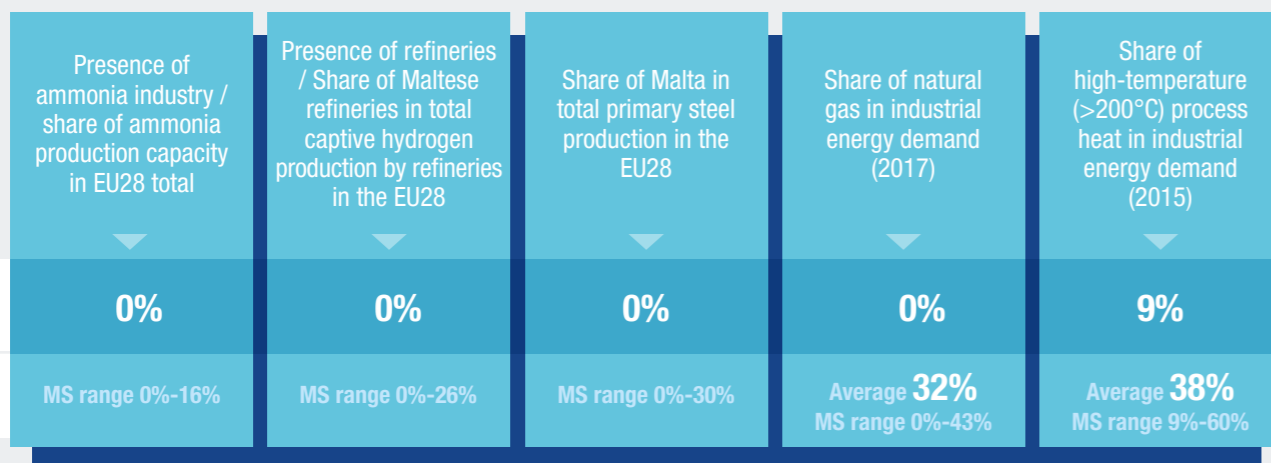 Presence of
ammonia industry /
share of ammonia
production capacity
in EU28 total
Presence of refineries
/ Share of Maltese
refineries in total
captive hydrogen
production by refineries
in the EU28
Share of Malta in
total primary steel
production in the
EU28
Share of natural
gas in industrial
energy demand
(2017)
Share of
high-temperature
(>200°C) process
heat in industrial
energy demand
(2015)
0%
0%
0%
0%
9%
MS range 0%-16%
MS range 0%-26%
MS range 0%-30%
Average 32%
MS range 0%-43%
Average 38%
MS range 9%-60%